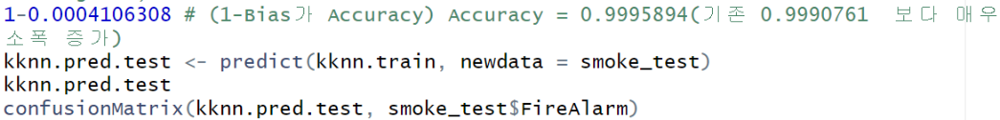 1-0.0004106308 # (1-Bias가 Accuracy) Accuracy = 0.9995894(기존 0.9990761 보다 매우
소폭 증가)
kknn.pred.test <- predict(kknn.train, newdata = smoke_test)
kknn.pred.test
confusionMatrix(kknn.pred.test, smoke_test$FireAlarm)